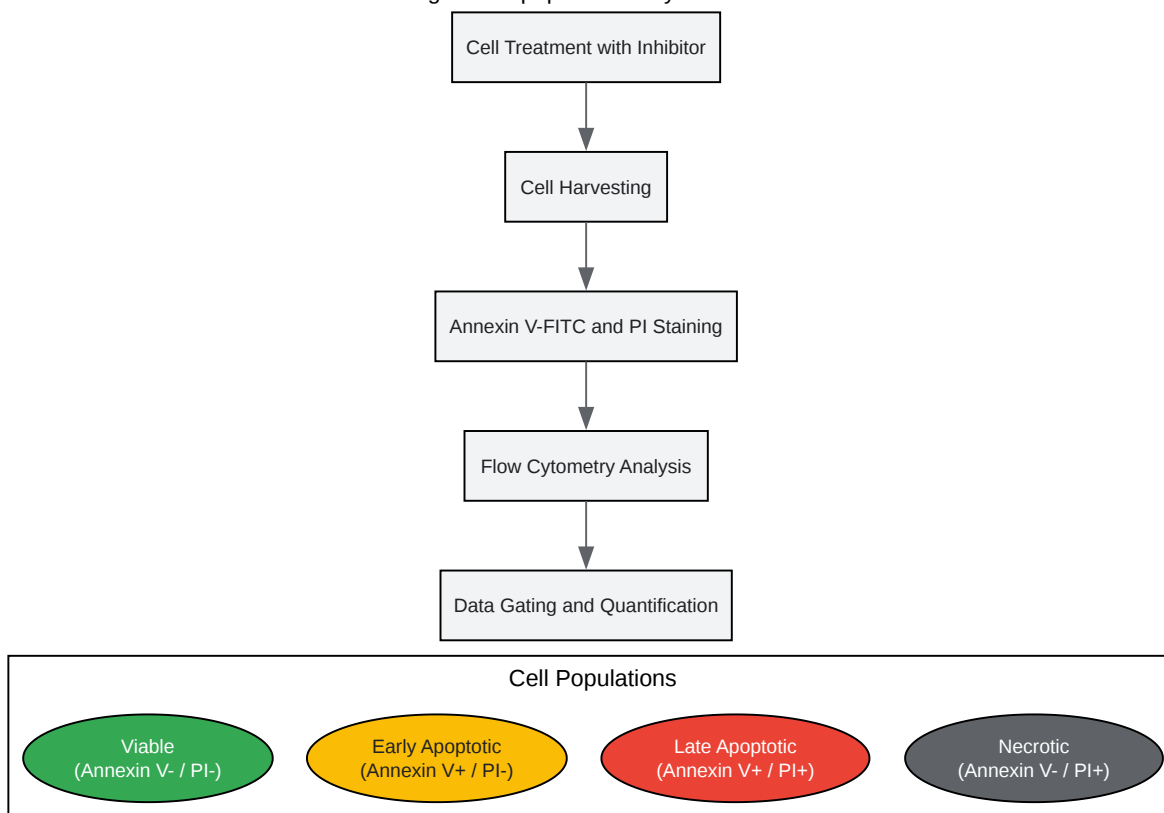 Cell Treatment with Inhibitor
Cell Harvesting
Annexin V-FITC and PI Staining
Flow Cytometry Analysis
Data Gating and Quantification
Cell Populations
Viable
(Annexin V- / PI-)
Early Apoptotic
(Annexin V+ / PI-)
Late Apoptotic
(Annexin V+ / PI+)
Necrotic
(Annexin V- / PI+)